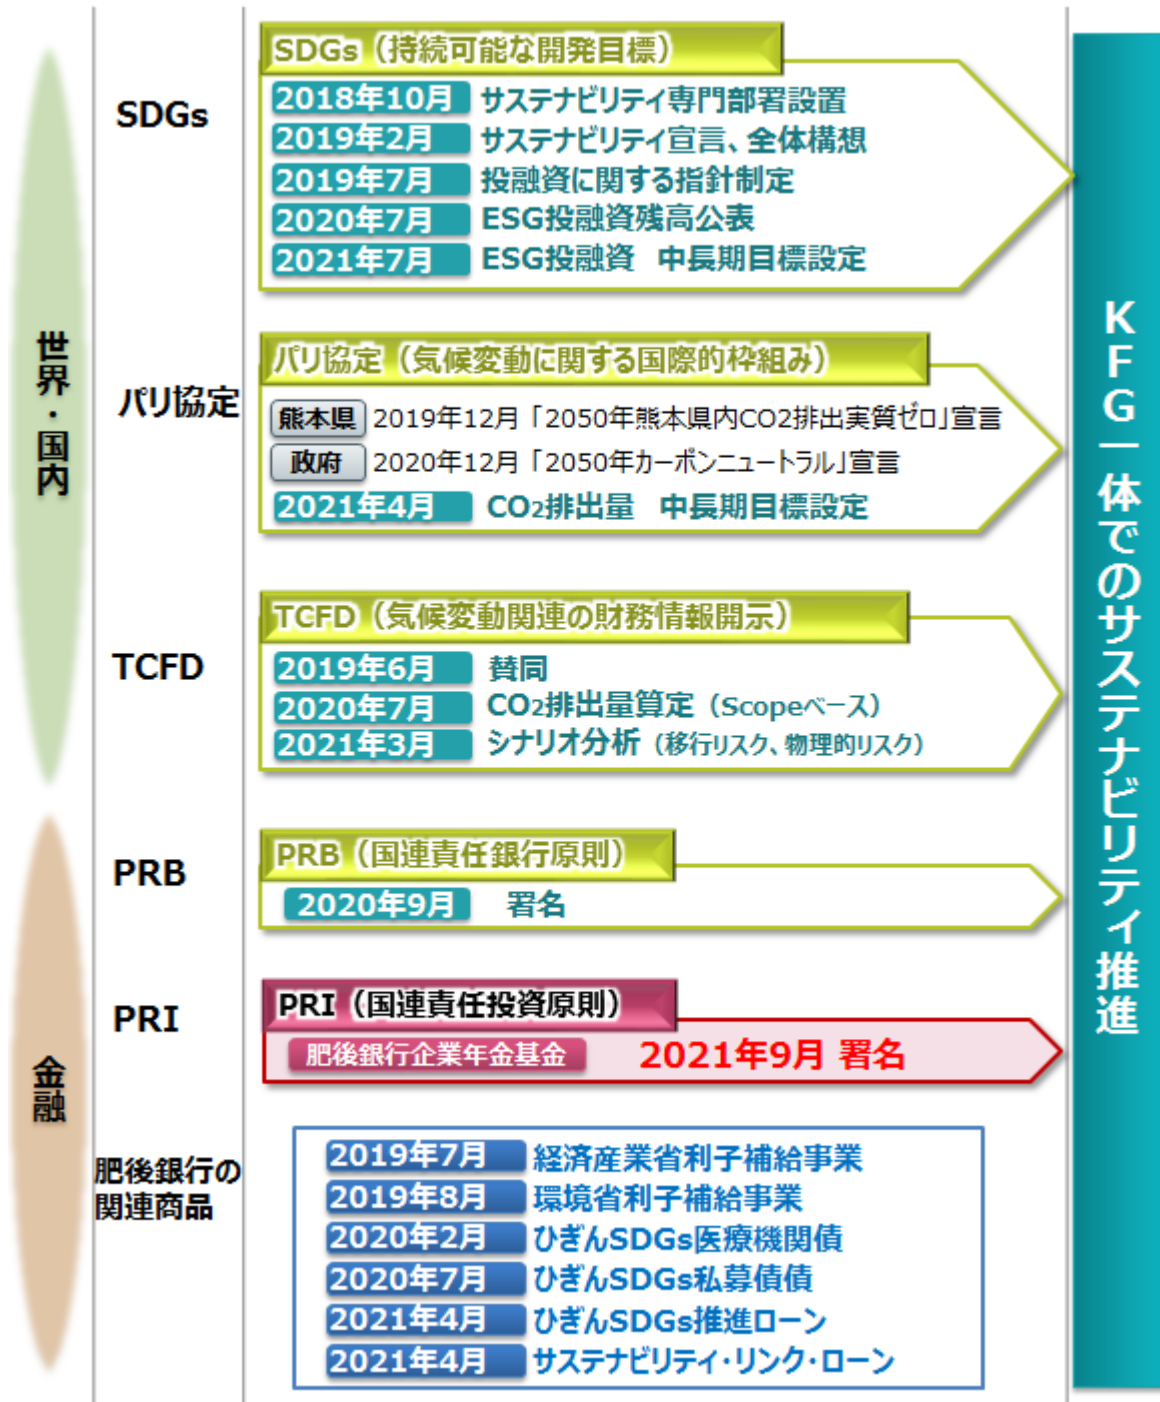 世界・国内
SDGs
SDGs（持続可能な開発目標）
2018年10月 サステナビリティ専門部署設置
2019年2月 サステナビリティ宣言、全体構想
2019年7月 投融資に関する指針制定
2020年7月 ESG投融資残高公表
2021年7月 ESG投融資 中長期目標設定
パリ協定
パリ協定（気候変動に関する国際的枠組み）
熊本県 2019年12月「2050年熊本県内CO2排出実質ゼロ」宣言
政府 2020年12月「2050年カーボンニュートラル」宣言
2021年4月 CO2排出量 中長期目標設定
TCFD
TCFD（気候変動関連の財務情報開示）
2019年6月 賛同
2020年7月 CO2排出量算定（Scopeベース）
2021年3月 シナリオ分析（移行リスク、物理的リスク）
金融
PRB
PRB（国連責任銀行原則）
2020年9月 署名
PRI
PRI（国連責任投資原則）
肥後銀行企業年金基金 2021年9月 署名
肥後銀行の
関連商品
2019年7月 経済産業省利子補給事業
2019年8月 環境省利子補給事業
2020年2月 ひぎんSDGs医療機関債
2020年7月 ひぎんSDGs私募債債
2021年4月 ひぎんSDGs推進ローン
2021年4月 サステナビリティ・リンク・ローン
KFG一体でのサステナビリティ推進